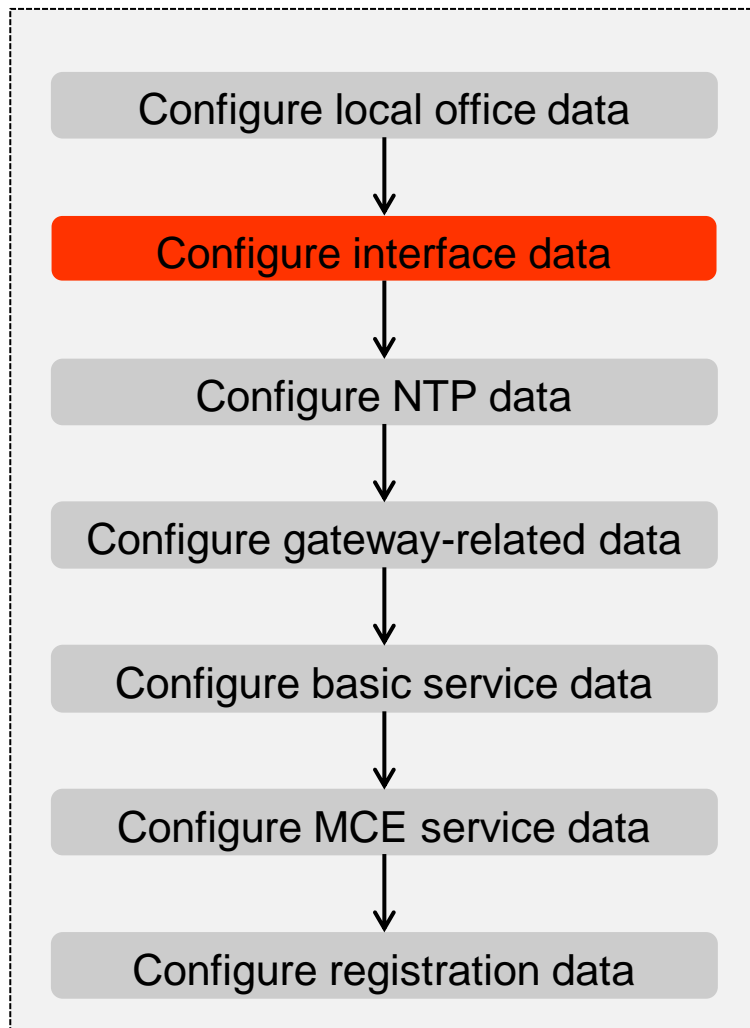 Configure local office data
Configure interface data
Configure NTP data
Configure gateway-related data
Configure basic service data
Configure MCE service data
Configure registration data